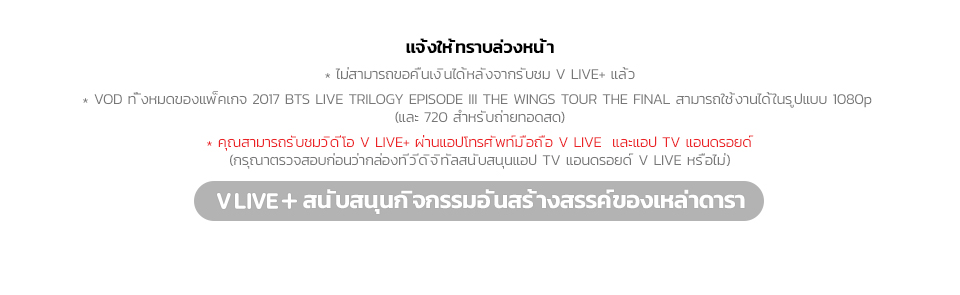 แจ้งให้ทราบล่วงหน้า
* ไม่สามารถขอคืนเงินได้หลังจากรับชม V LIVE+ แล้ว
* VOD ทั้งหมดของแพ็คเกจ 2017 BTS LIVE TRILOGY EPISODE III THE WINGS TOUR THE FINAL สามารถใช้งานได้ในรูปแบบ 1080p
(และ 720 สำหรับถ่ายทอดสด)
* คุณสามารถรับชมวิดีโอ V LIVE+ ผ่านแอปโทรศัพท์มือถือ V LIVE และแอป TV แอนดรอยด์
(กรุณาตรวจสอบก่อนว่ากล่องทีวีดิจิทัลสนับสนุนแอป TV แอนดรอยด์ V LIVE หรือไม่)
V LIVE+ สนับสนุนกิจกรรมอันสร้างสรรค์ของเหล่าดารา